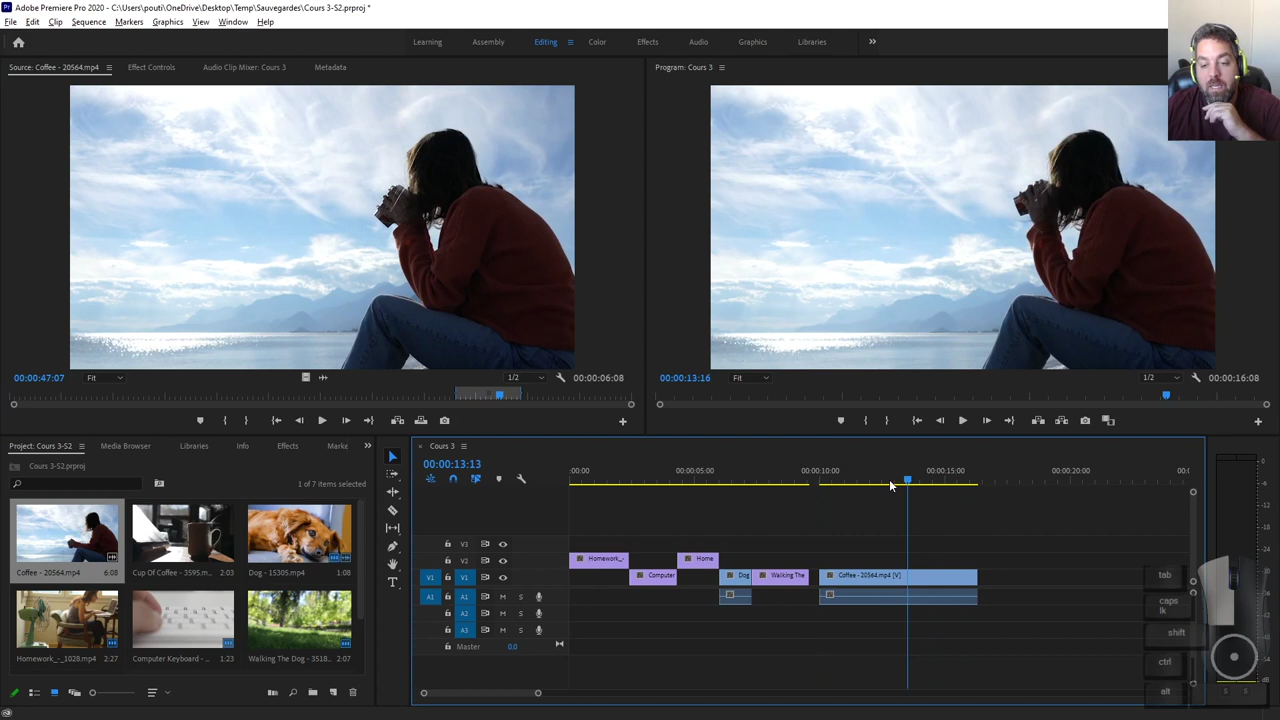 Adobe Premiere Pro 2020 - C:\Users\pouti\OneDrive\Desktop\Temp\Sauvegardes\Cours 3-S2.prproj *
File Edit Clip Sequence Markers Graphics View Window Help
Learning Assembly Editing Color Effects Audio Graphics Libraries
Source: Coffee - 20564.mp4 Effect Controls Audio Clip Mixer: Cours 3 Metadata
Program: Cours 3
00:00:47:07 Fit 1/2 00:00:06:08
00:00:13:16 Fit 1/2 00:00:16:08
Project: Cours 3-S2 Media Browser Libraries Info Effects Marke
Cours 3-S2.prproj
1 of 7 items selected
Coffee - 20564.mp4 6:08
Cup Of Coffee - 3595.m... 2:03
Dog - 15305.mp4 1:08
Homework_-_1028.mp4 2:27
Computer Keyboard - ... 1:23
Walking The Dog - 3518... 2:07
Cours 3
00:00:13:13
:00:00 00:00:05:00 00:00:10:00 00:00:15:00 00:00:20:00 00:0
V3
V2 Homework_- Home
V1 V1 Computer Dog Walking The Coffee - 20564.mp4 [V]
A1 A1 M S
A2 M S
A3 M S
Master 0,0
0
-6
-54
dB
S S
tab
caps
lk
shift
ctrl
alt